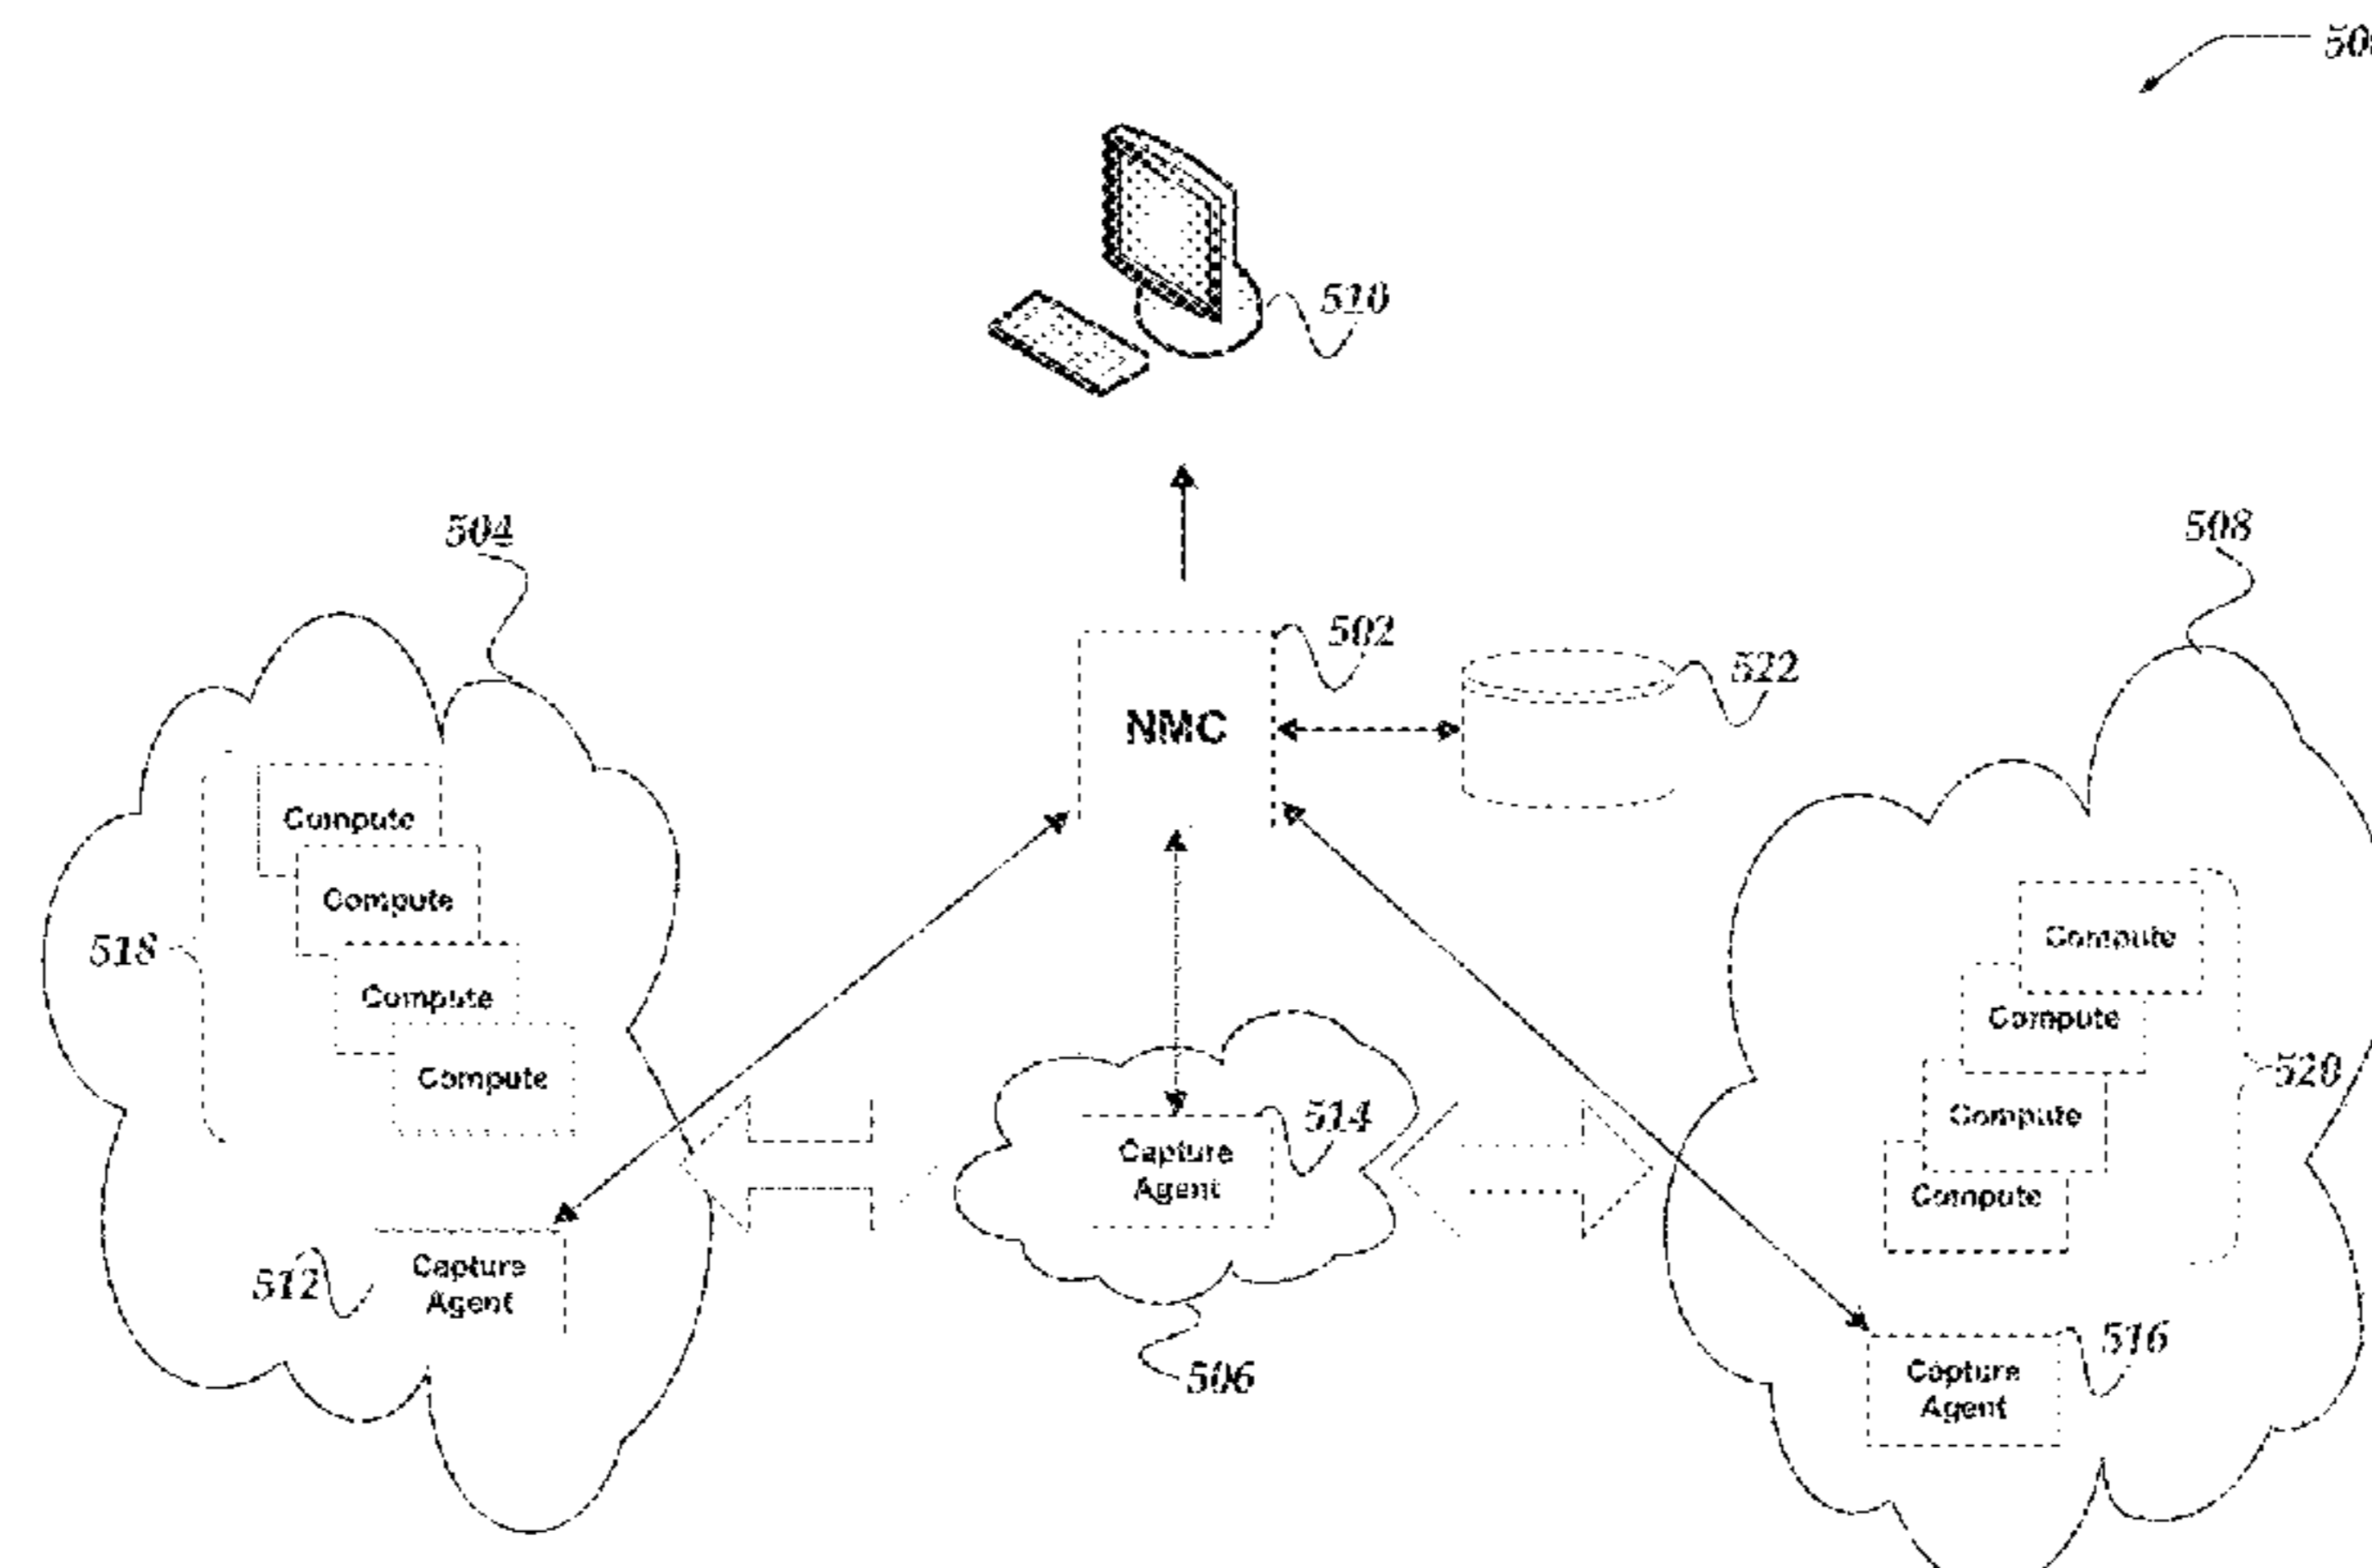 510
504
508
502
522
NMC
Compute
Compute
Compute
Compute
518
Compute
Compute
Compute
Compute
520
514
Capture
Agent
512
Capture
Agent
506
516
Capture
Agent